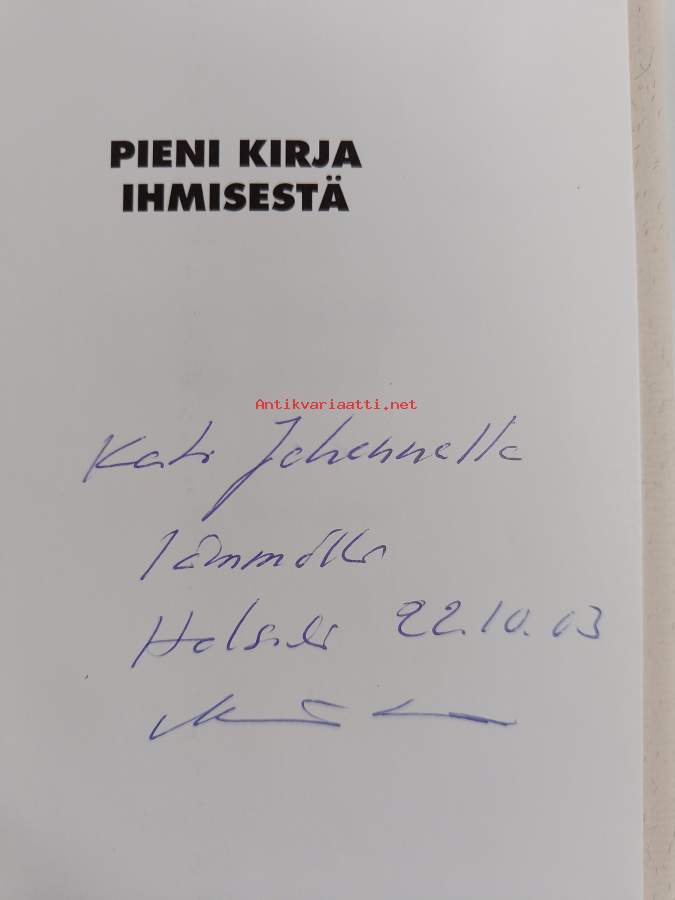 PIENI KIRJA
IHMISESTÄ
Antikvariaatti.net
Kati Johannalle
lämmöllä
Helsinki 22.10.03